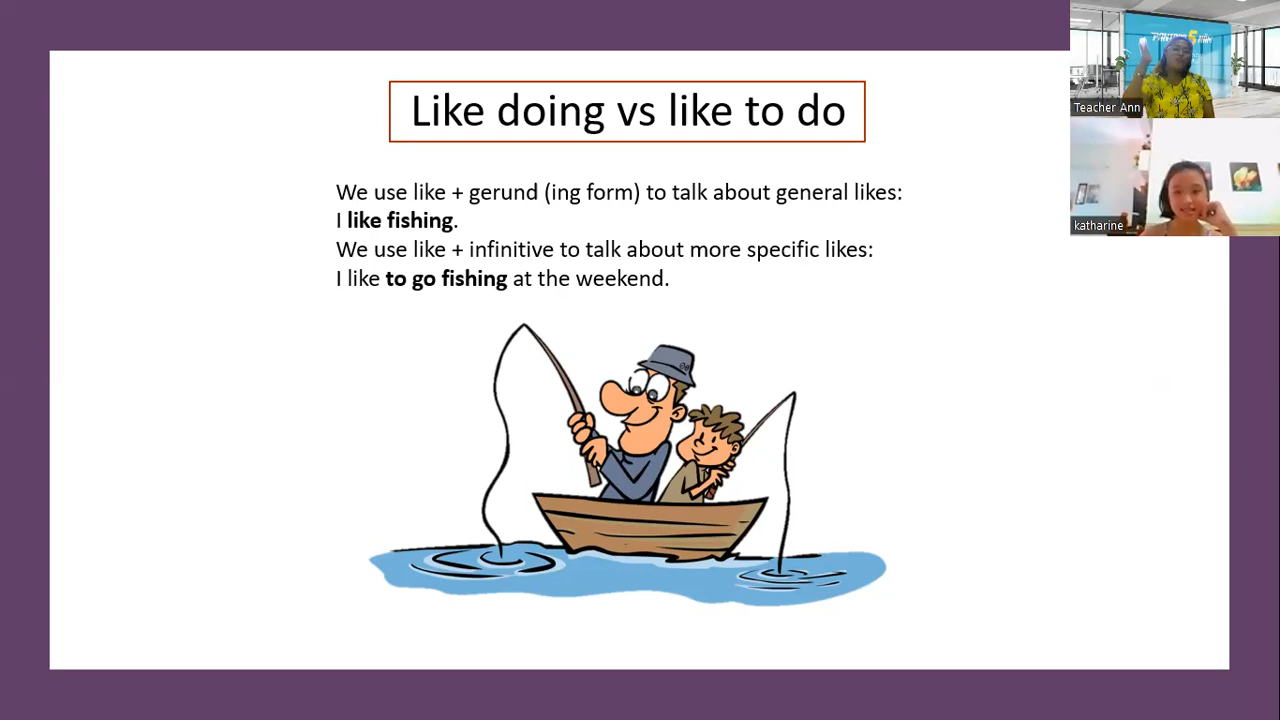 Like doing vs like to do
We use like + gerund (ing form) to talk about general likes:
I like fishing.
We use like + infinitive to talk about more specific likes:
I like to go fishing at the weekend.
Teacher Ann
katharine